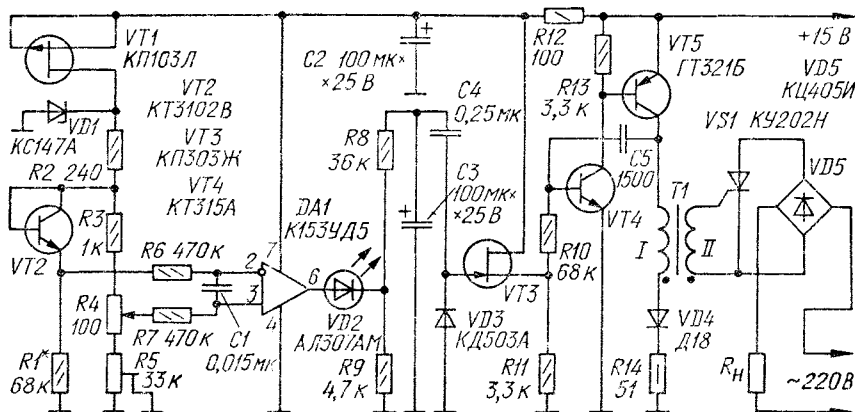 VT1
КП103Л
VT2
КТ3102В
VT3
КП303Ж
VT4
КТ315А
VD1
КС147А
R2 240
R3
1к
VT2
R1*
68к
R4
100
R5
33к
R6 470к
R7 470к
C1
0,015мк
DA1
К153УД5
2
3
7
4
6
VD2
АЛ307АМ
C2 100 мк×
×25 В
R8
36к
R9
4,7к
C3
100мк×
×25В
C4
0,25мк
VD3
КД503А
VT3
R12
100
R13
3,3к
C5
1500
VT4
R10
68к
R11
3,3к
VT5
ГТ321Б
+15 В
VD5
КЦ405И
VS1 КУ202Н
VD5
T1
I
II
VD4
Д18
R14
51
Rн
~220В